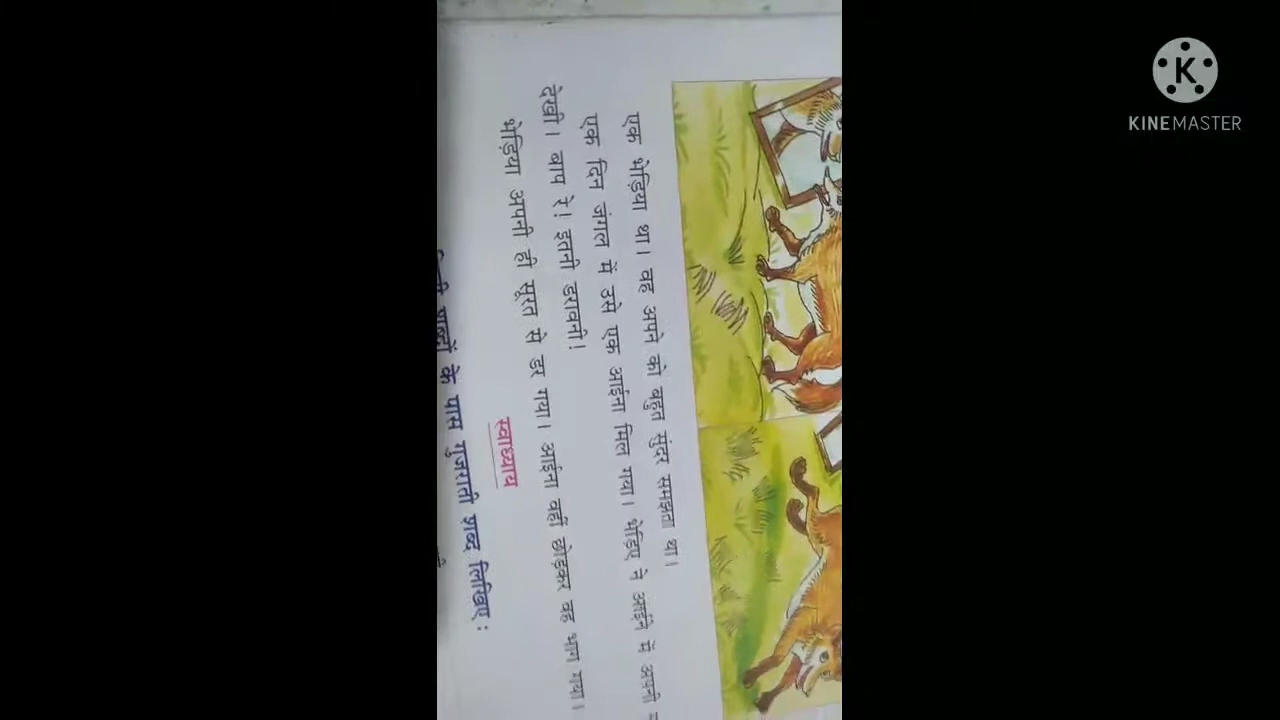 एक भेड़िया था। वह अपने को बहुत सुंदर समझता था।
एक दिन जंगल में उसे एक आईना मिल गया। भेड़िए ने आईने में अपनी
देखी। बाप रे! इतनी डरावनी!
भेड़िया अपनी ही सूरत से डर गया। आईना वहीं छोड़कर वह भाग गया।
स्वाध्याय
शब्दों के पास गुजराती शब्द लिखिए :
KINEMASTER